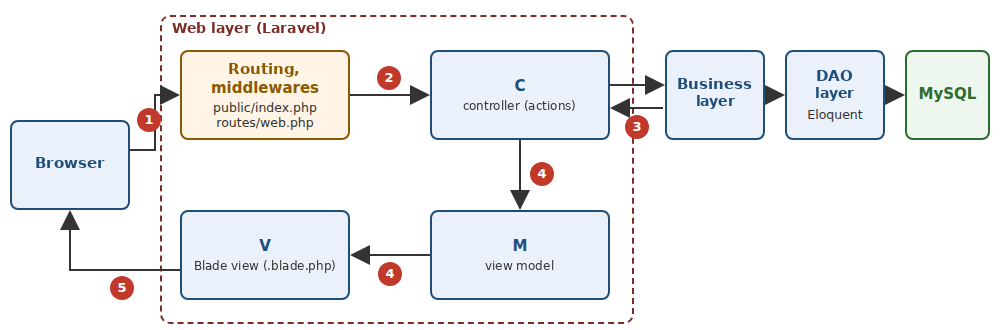 Web layer (Laravel)
Routing,
middlewares
public/index.php
routes/web.php
2
C
controller (actions)
Business
layer
DAO
layer
Eloquent
MySQL
1
3
Browser
4
V
Blade view (.blade.php)
M
view model
4
5